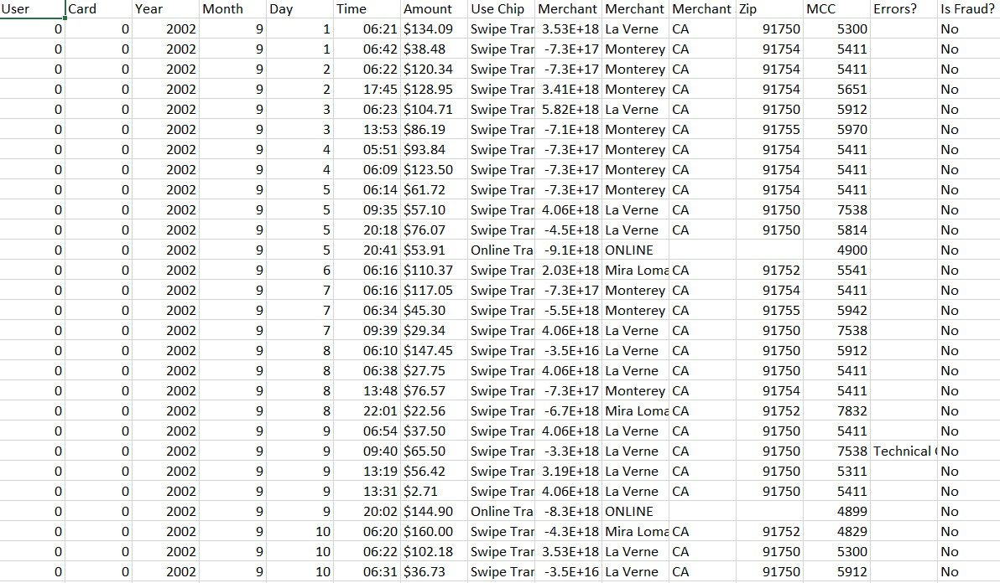 User Card Year Month Day Time Amount Use Chip Merchant Merchant Merchant Zip MCC Errors? Is Fraud?
0 0 2002 9 1 06:21 $134.09 Swipe Tran 3.53E+18 La Verne CA 91750 5300 No
0 0 2002 9 1 06:42 $38.48 Swipe Tran -7.3E+17 Monterey CA 91754 5411 No
0 0 2002 9 2 06:22 $120.34 Swipe Tran -7.3E+17 Monterey CA 91754 5411 No
0 0 2002 9 2 17:45 $128.95 Swipe Tran 3.41E+18 Monterey CA 91754 5651 No
0 0 2002 9 3 06:23 $104.71 Swipe Tran 5.82E+18 La Verne CA 91750 5912 No
0 0 2002 9 3 13:53 $86.19 Swipe Tran -7.1E+18 Monterey CA 91755 5970 No
0 0 2002 9 4 05:51 $93.84 Swipe Tran -7.3E+17 Monterey CA 91754 5411 No
0 0 2002 9 4 06:09 $123.50 Swipe Tran -7.3E+17 Monterey CA 91754 5411 No
0 0 2002 9 5 06:14 $61.72 Swipe Tran -7.3E+17 Monterey CA 91754 5411 No
0 0 2002 9 5 09:35 $57.10 Swipe Tran 4.06E+18 La Verne CA 91750 7538 No
0 0 2002 9 5 20:18 $76.07 Swipe Tran -4.5E+18 La Verne CA 91750 5814 No
0 0 2002 9 5 20:41 $53.91 Online Tra -9.1E+18 ONLINE 4900 No
0 0 2002 9 6 06:16 $110.37 Swipe Tran 2.03E+18 Mira Loma CA 91752 5541 No
0 0 2002 9 7 06:16 $117.05 Swipe Tran -7.3E+17 Monterey CA 91754 5411 No
0 0 2002 9 7 06:34 $45.30 Swipe Tran -5.5E+18 Monterey CA 91755 5942 No
0 0 2002 9 7 09:39 $29.34 Swipe Tran 4.06E+18 La Verne CA 91750 7538 No
0 0 2002 9 8 06:10 $147.45 Swipe Tran -3.5E+16 La Verne CA 91750 5912 No
0 0 2002 9 8 06:38 $27.75 Swipe Tran 4.06E+18 La Verne CA 91750 5411 No
0 0 2002 9 8 13:48 $76.57 Swipe Tran -7.3E+17 Monterey CA 91754 5411 No
0 0 2002 9 8 22:01 $22.56 Swipe Tran -6.7E+18 Mira Loma CA 91752 7832 No
0 0 2002 9 9 06:54 $37.50 Swipe Tran 4.06E+18 La Verne CA 91750 5411 No
0 0 2002 9 9 09:40 $65.50 Swipe Tran -3.3E+18 La Verne CA 91750 7538 Technical No
0 0 2002 9 9 13:19 $56.42 Swipe Tran 3.19E+18 La Verne CA 91750 5311 No
0 0 2002 9 9 13:31 $2.71 Swipe Tran 4.06E+18 La Verne CA 91750 5411 No
0 0 2002 9 9 20:02 $144.90 Online Tra -8.3E+18 ONLINE 4899 No
0 0 2002 9 10 06:20 $160.00 Swipe Tran -4.3E+18 Mira Loma CA 91752 4829 No
0 0 2002 9 10 06:22 $102.18 Swipe Tran 3.53E+18 La Verne CA 91750 5300 No
0 0 2002 9 10 06:31 $36.73 Swipe Tran -3.5E+16 La Verne CA 91750 5912 No